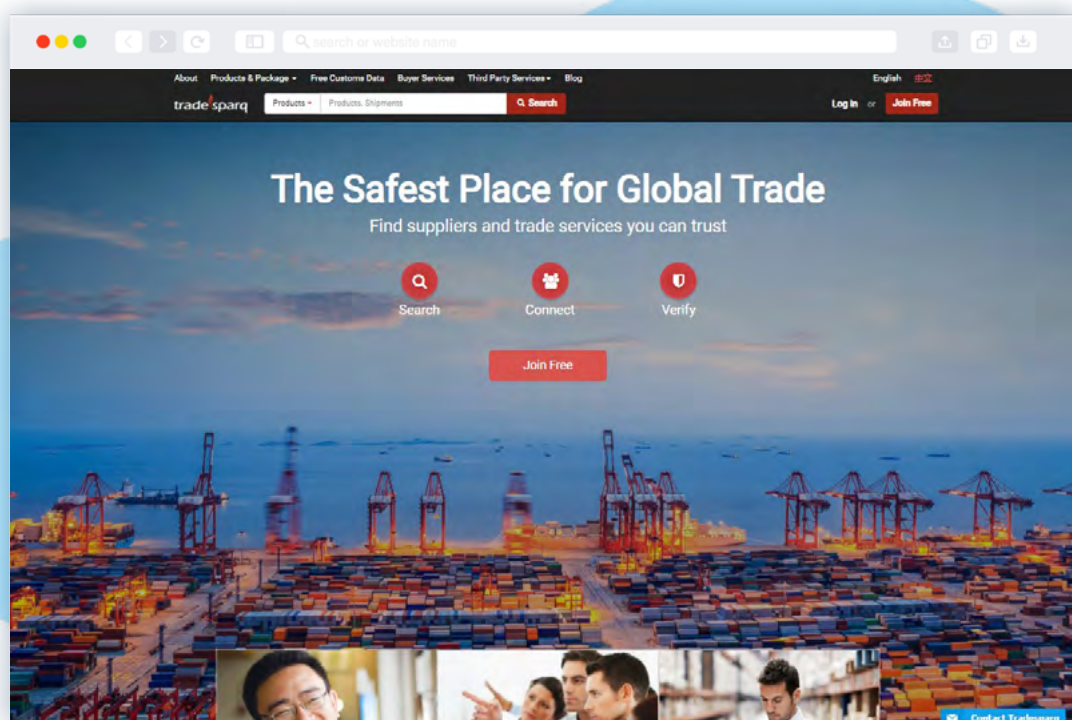 search or website name
About Products & Package Free Customs Data Buyer Services Third Party Services Blog English 中文
trade sparq Products Products, Shipments Search Log In or Join Free
The Safest Place for Global Trade
Find suppliers and trade services you can trust
Search Connect Verify
Join Free
Contact Tradesparq